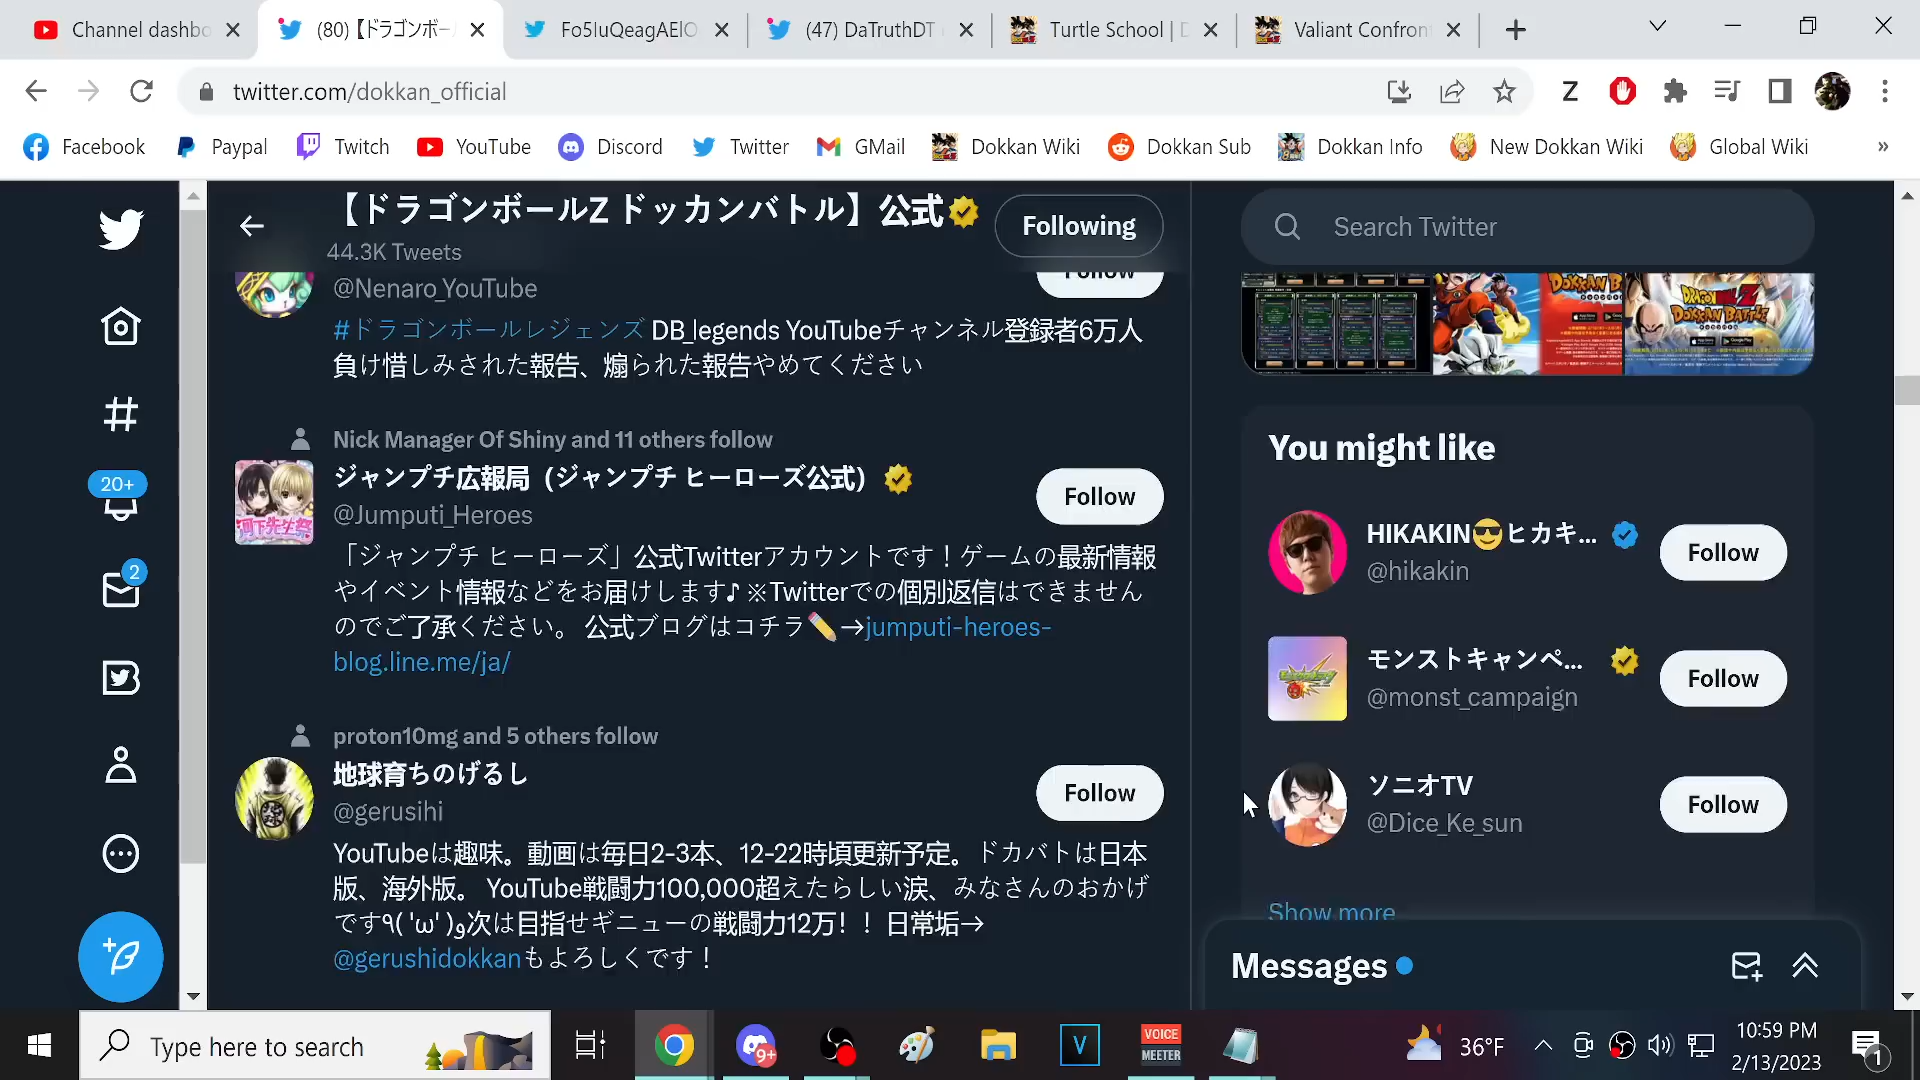 Channel dashbo
(80) 【ドラゴンボー
Fo5IuQeagAElO
(47) DaTruthDT
Turtle School | D
Valiant Confront
twitter.com/dokkan_official
Z
Facebook
Paypal
Twitch
YouTube
Discord
Twitter
GMail
Dokkan Wiki
Dokkan Sub
Dokkan Info
New Dokkan Wiki
Global Wiki
»
【ドラゴンボールZ ドッカンバトル】公式
44.3K Tweets
Following
Search Twitter
@Nenaro_YouTube
Follow
#ドラゴンボールレジェンズ DB_legends YouTubeチャンネル登録者6万人
負け惜しみされた報告、煽られた報告やめてください
Nick Manager Of Shiny and 11 others follow
ジャンプチ広報局（ジャンプチ ヒーローズ公式）
@Jumputi_Heroes
Follow
「ジャンプチ ヒーローズ」公式Twitterアカウントです！ゲームの最新情報
やイベント情報などをお届けします♪ ※Twitterでの個別返信はできません
のでご了承ください。 公式ブログはコチラ✏️→jumputi-heroes-
blog.line.me/ja/
proton10mg and 5 others follow
地球育ちのげるし
@gerusihi
Follow
YouTubeは趣味。動画は毎日2-3本、12-22時頃更新予定。ドカバトは日本
版、海外版。 YouTube戦闘力100,000超えたらしい涙、みなさんのおかげ
です٩( 'ω' )و次は目指せギニューの戦闘力12万！！日常垢→
@gerushidokkanもよろしくです！
20+
2
DOKKAN B
DRAGONBALL Z
DOKKAN BATTLE
You might like
HIKAKIN😎ヒカキ...
@hikakin
Follow
モンストキャンペ...
@monst_campaign
Follow
ソニオTV
@Dice_Ke_sun
Follow
Show more
Messages
Type here to search
9+
V
VOICE
MEETER
36°F
10:59 PM
2/13/2023
1